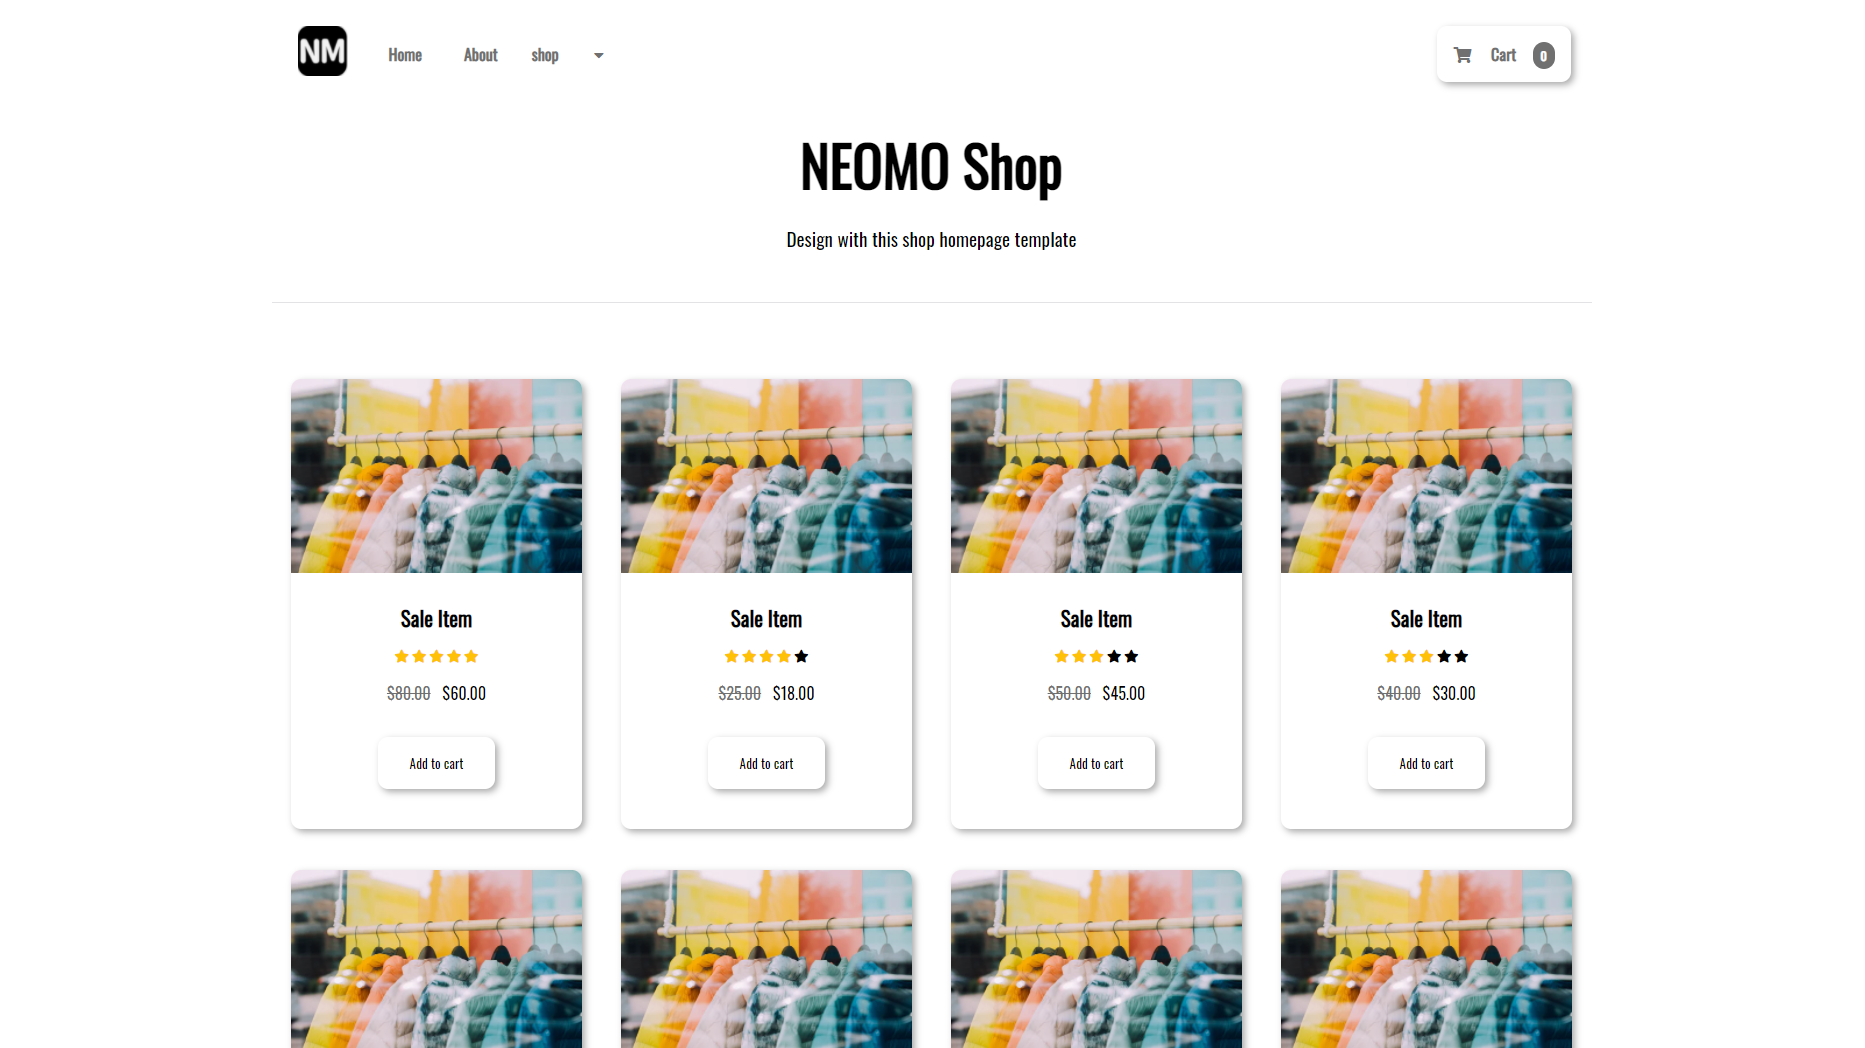 NM Home About shop Cart 0
NEOMO Shop
Design with this shop homepage template
Sale Item Sale Item Sale Item Sale Item
$80.00 $60.00 $25.00 $18.00 $50.00 $45.00 $40.00 $30.00
Add to cart Add to cart Add to cart Add to cart